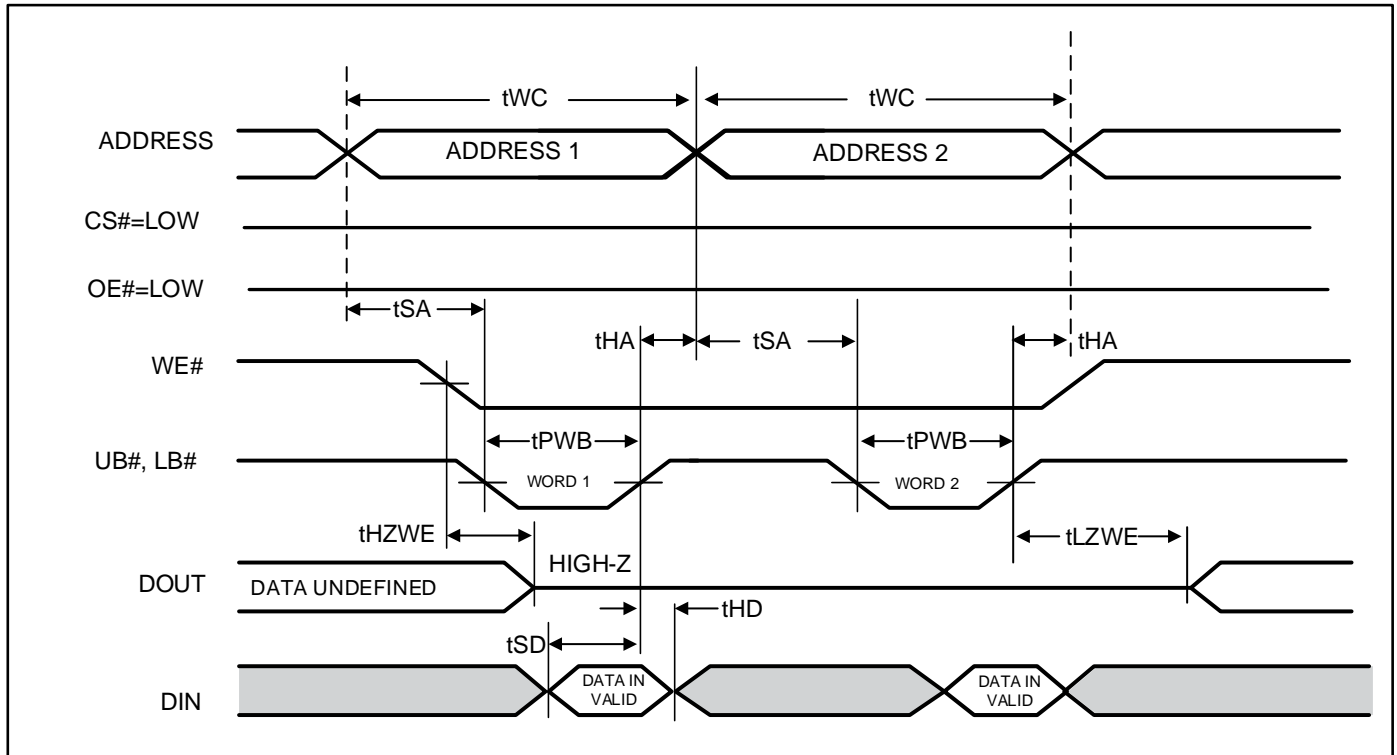 tWC tWC
ADDRESS ADDRESS 1 ADDRESS 2
CS#=LOW
OE#=LOW
tSA tHA tSA tHA
WE#
tPWB tPWB
UB#, LB# WORD 1 WORD 2
tHZWE tLZWE
HIGH-Z
DOUT DATA UNDEFINED
tHD
tSD
DIN DATA IN VALID DATA IN VALID